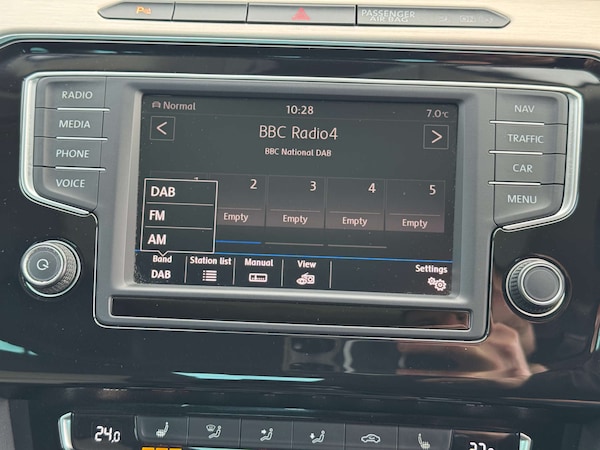 PASSENGER
AIR BAG
RADIO
MEDIA
PHONE
VOICE
Normal 10:28 7.0°C
BBC Radio4
BBC National DAB
DAB
FM
AM
2 3 4 5
Empty Empty Empty Empty
Band Station list Manual View Settings
DAB
NAV
TRAFFIC
CAR
MENU
24.0